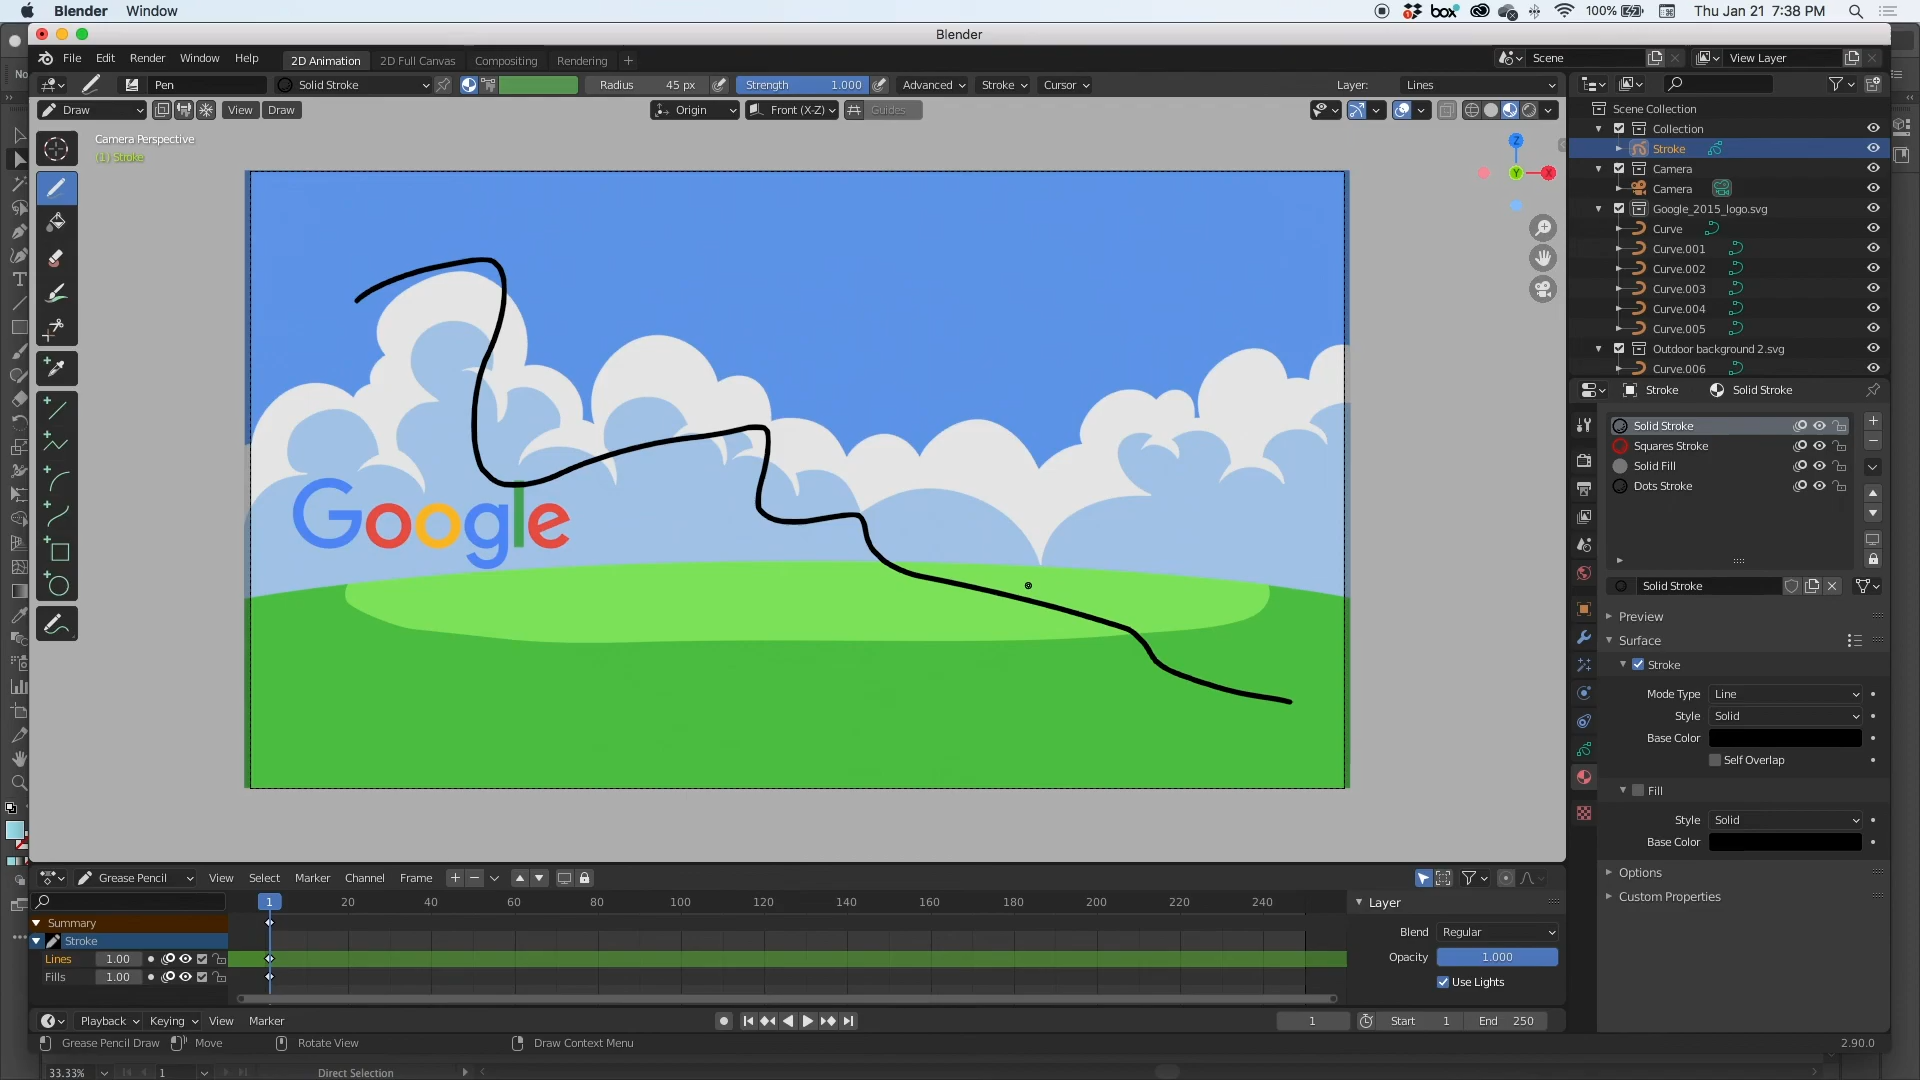 Blender Window
box 100% Thu Jan 21 7:38 PM
Blender
File Edit Render Window Help 2D Animation 2D Full Canvas Compositing Rendering + Scene View Layer
Pen Solid Stroke Radius 45 px Strength 1.000 Advanced Stroke Cursor Layer: Lines
Draw View Draw Origin Front (X-Z) Guides
Camera Perspective
(1) Stroke
Z
Y
X
Google
Scene Collection
Collection
Stroke
Camera
Camera
Google_2015_logo.svg
Curve
Curve.001
Curve.002
Curve.003
Curve.004
Curve.005
Outdoor background 2.svg
Curve.006
Stroke Solid Stroke
Solid Stroke
Squares Stroke
Solid Fill
Dots Stroke
Solid Stroke
Preview
Surface
Stroke
Mode Type Line
Style Solid
Base Color
Self Overlap
Fill
Style Solid
Base Color
Options
Custom Properties
Grease Pencil View Select Marker Channel Frame
1 20 40 60 80 100 120 140 160 180 200 220 240
Summary
Stroke
Lines 1.00
Fills 1.00
Layer
Blend Regular
Opacity 1.000
Use Lights
Playback Keying View Marker 1 Start 1 End 250
Grease Pencil Draw Move Rotate View Draw Context Menu 2.90.0
33.33% 1 Direct Selection